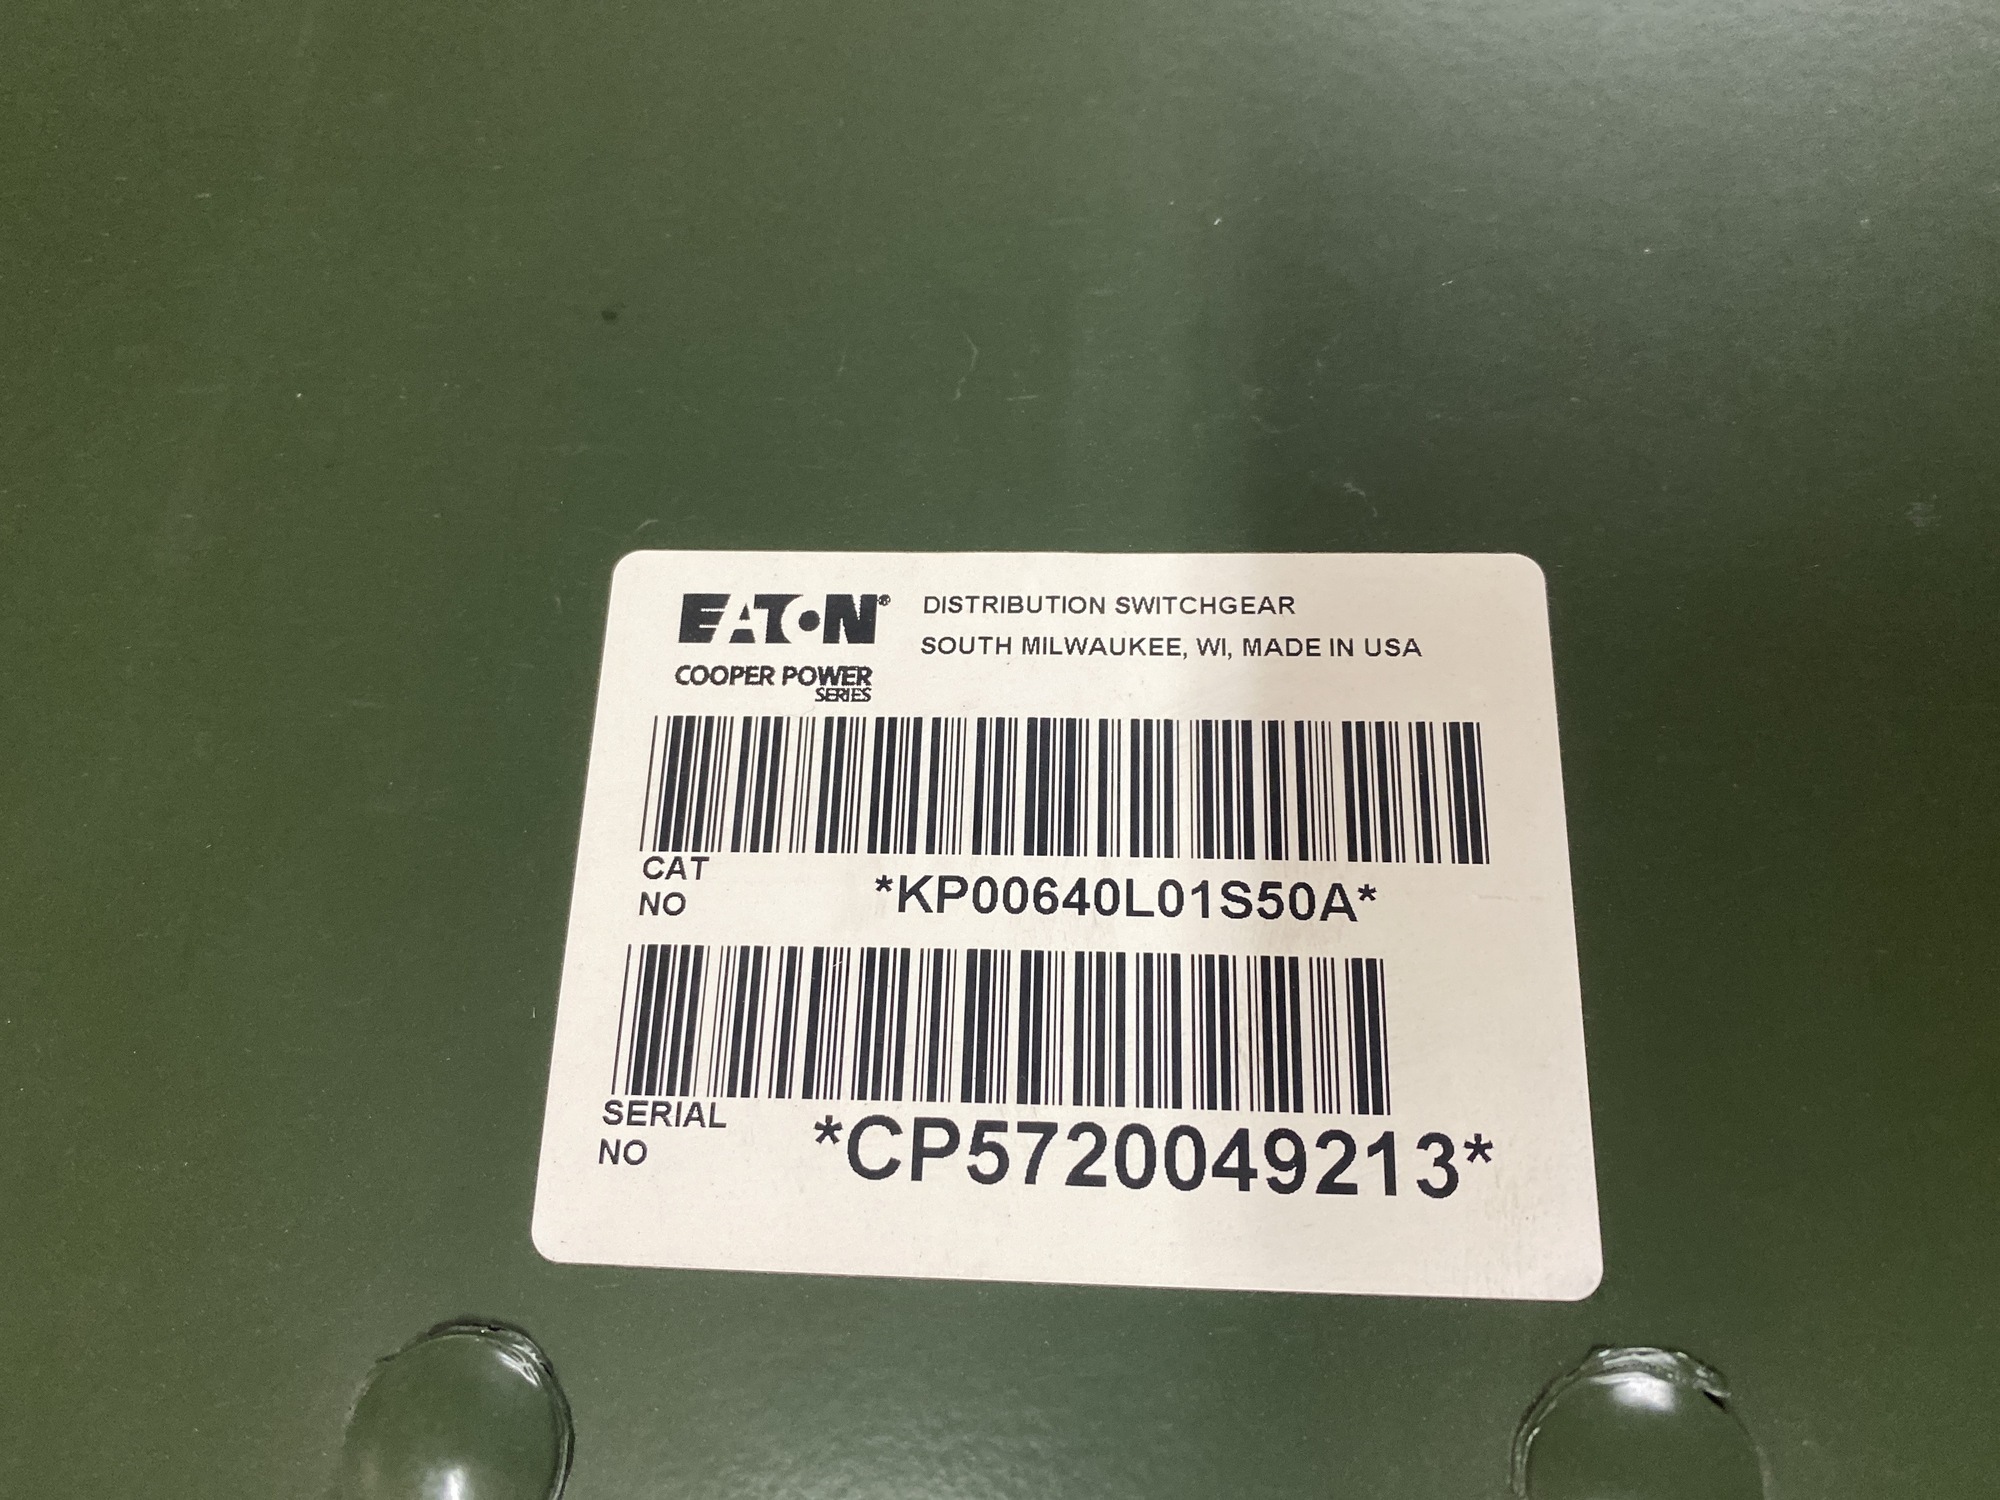 EATON® DISTRIBUTION SWITCHGEAR
COOPER POWER SERIES SOUTH MILWAUKEE, WI, MADE IN USA
CAT NO *KP00640L01S50A*
SERIAL NO *CP5720049213*